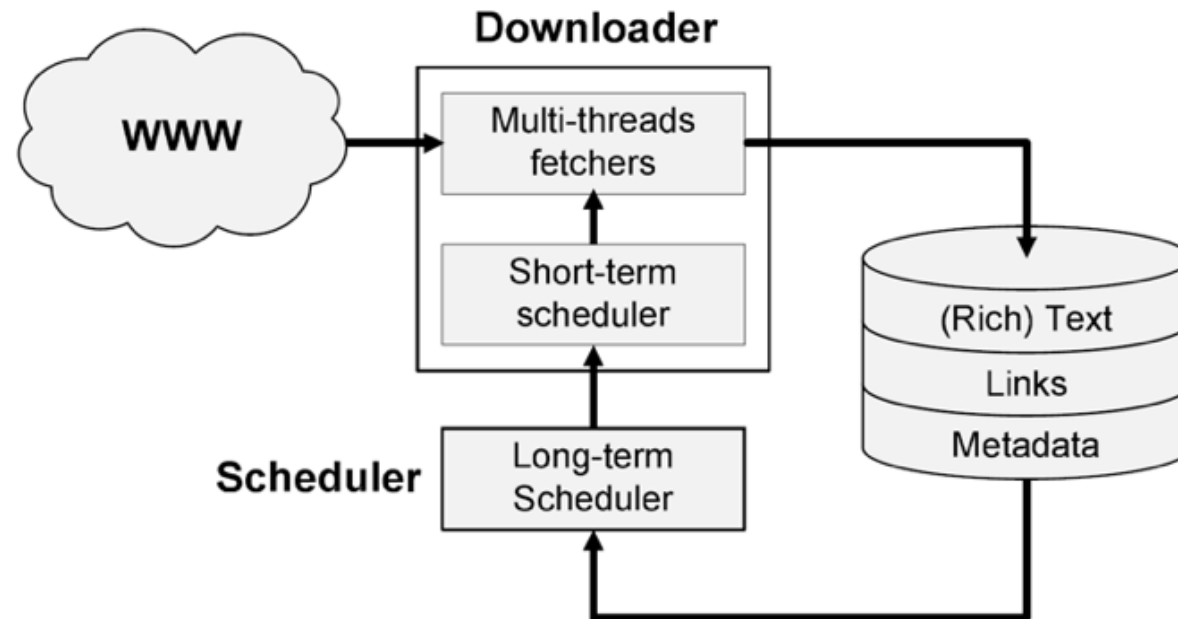 Downloader
WWW
Multi-threads
fetchers
Short-term
scheduler
(Rich) Text
Links
Metadata
Scheduler
Long-term
Scheduler